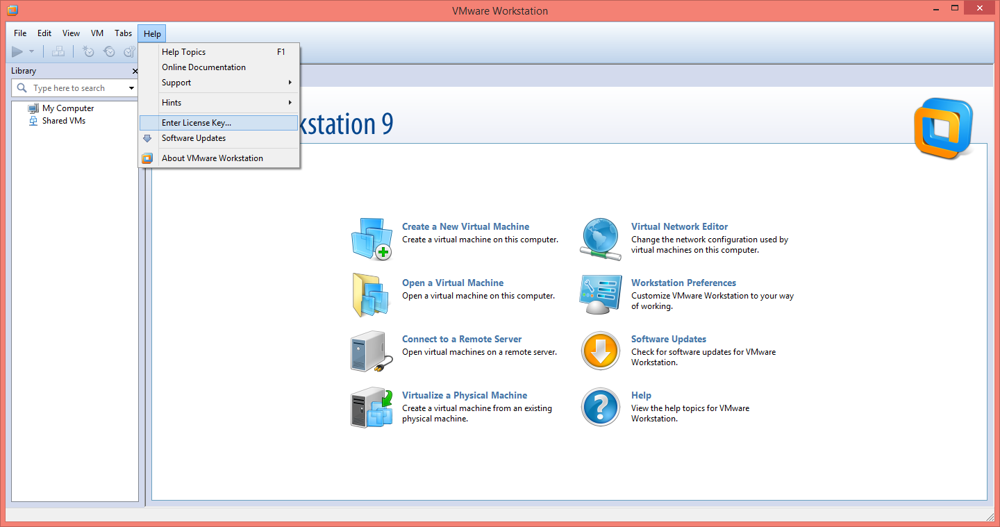 VMware Workstation
File Edit View VM Tabs Help
Help Topics F1
Online Documentation
Support
Hints
Enter License Key...
Software Updates
About VMware Workstation
Library
Type here to search
My Computer
Shared VMs
kstation 9
Create a New Virtual Machine
Create a virtual machine on this computer.
Open a Virtual Machine
Open a virtual machine on this computer.
Connect to a Remote Server
Open virtual machines on a remote server.
Virtualize a Physical Machine
Create a virtual machine from an existing
physical machine.
Virtual Network Editor
Change the network configuration used by
virtual machines on this computer.
Workstation Preferences
Customize VMware Workstation to your way
of working.
Software Updates
Check for software updates for VMware
Workstation.
Help
View the help topics for VMware
Workstation.